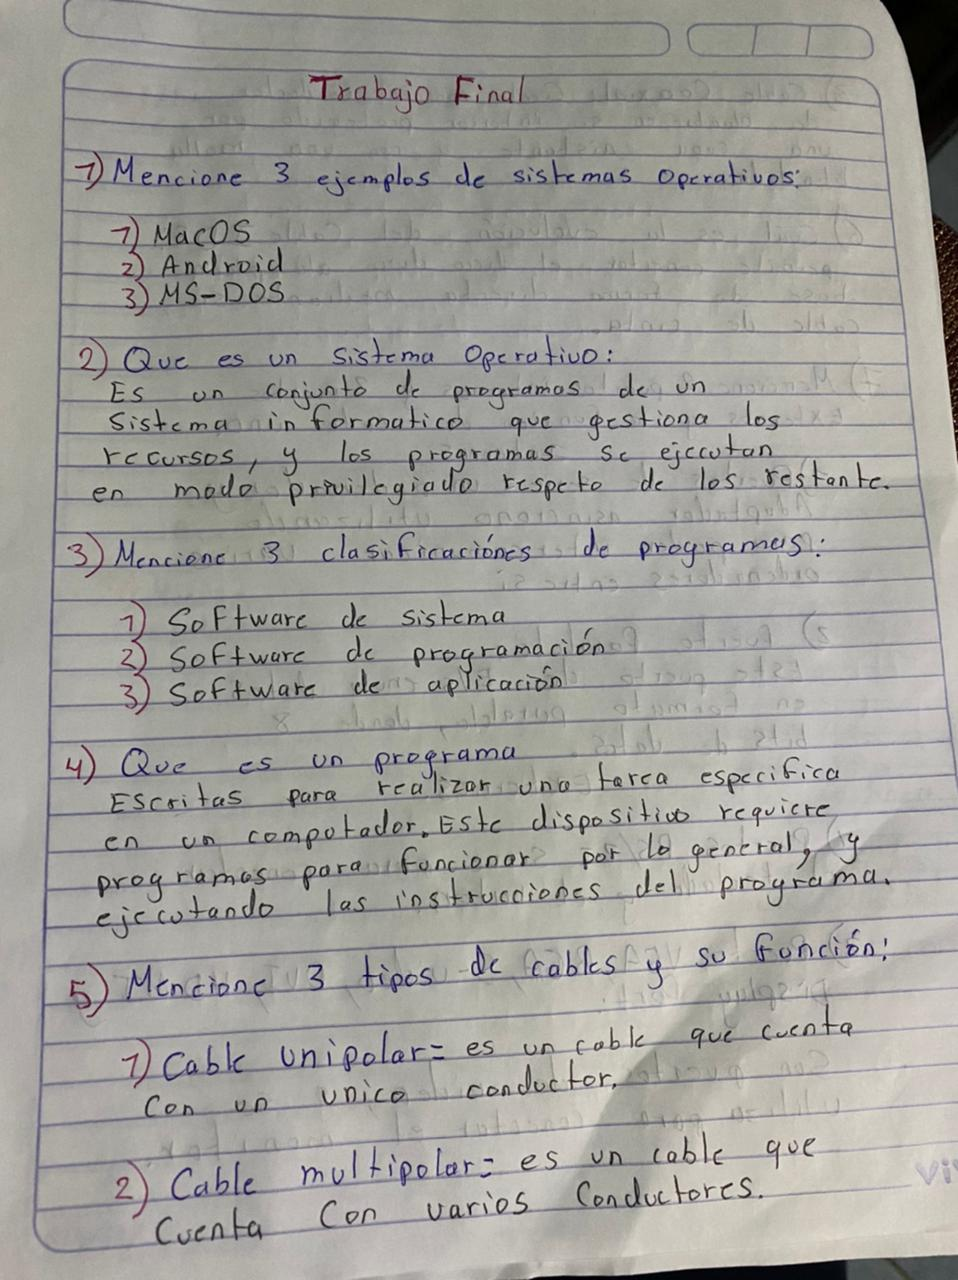 Trabajo Final
1) Mencione 3 ejemplos de sistemas Operativos:
1) MacOS
2) Android
3) MS-DOS
2) Que es un Sistema Operativo:
Es un conjunto de programas de un
Sistema informatico que gestiona los
recursos, y los programas se ejecutan
en modo privilegiado respeto de los restante.
3) Mencione 3 clasificaciónes de programas:
1) Software de sistema
2) Software de programación
3) Software de aplicación
4) Que es un programa
Escritas para realizar una tarea especifica
en un computador. Este dispositivo requiere
programas para funcionar por lo general, y
ejecutando las instrucciones del programa.
5) Mencione 3 tipos de cables y su función:
1) Cable unipolar= es un cable que cuenta
Con un unico conductor.
2) Cable multipolar= es un cable que
Cuenta Con varios Conductores.